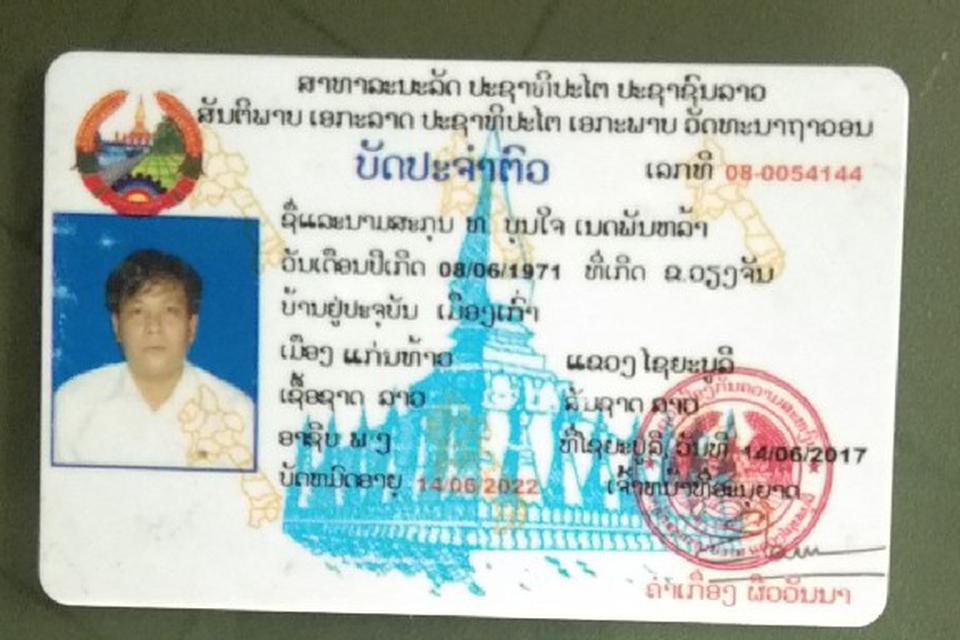 ສາທາລະນະລັດ ປະຊາທິປະໄຕ ປະຊາຊົນລາວ
ສັນຕິພາບ ເອກະລາດ ປະຊາທິປະໄຕ ເອກະພາບ ວັດທະນາຖາວອນ
ບັດປະຈຳຕົວ ເລກທີ 08-0054144
ຊື່ແລະນາມສະກຸນ ທ ບຸນໃຈ ເນດພັນຫລ້າ
ວັນເດືອນປີເກີດ 08/06/1971 ທີ່ເກີດ ຂ.ວຽງຈັນ
ບ້ານຢູ່ປະຈຸບັນ ເມືອງເກົ່າ
ເມືອງ ແກ່ນທ້າວ ແຂວງ ໄຊຍະບູລີ
ເຊື້ອຊາດ ລາວ ສັນຊາດ ລາວ
ອາຊີບ ພ ງ ທີ່ໄຊຍະບູລີ, ວັນທີ 14/06/2017
ບັດຫມົດອາຍຸ 14/06/2022 ເຈົ້າຫນ້າທີ່ອະນຸຍາດ
ຄຳເກື່ອງ ຜິວວັນນາ